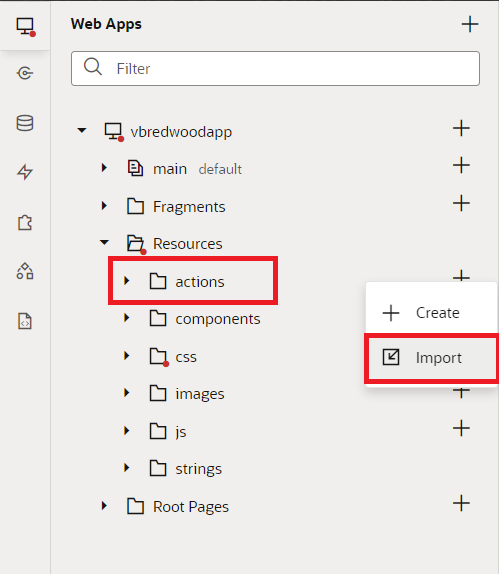 Web Apps
Filter
vbredwoodapp
main default
Fragments
Resources
actions
components
Create
css
Import
images
js
strings
Root Pages